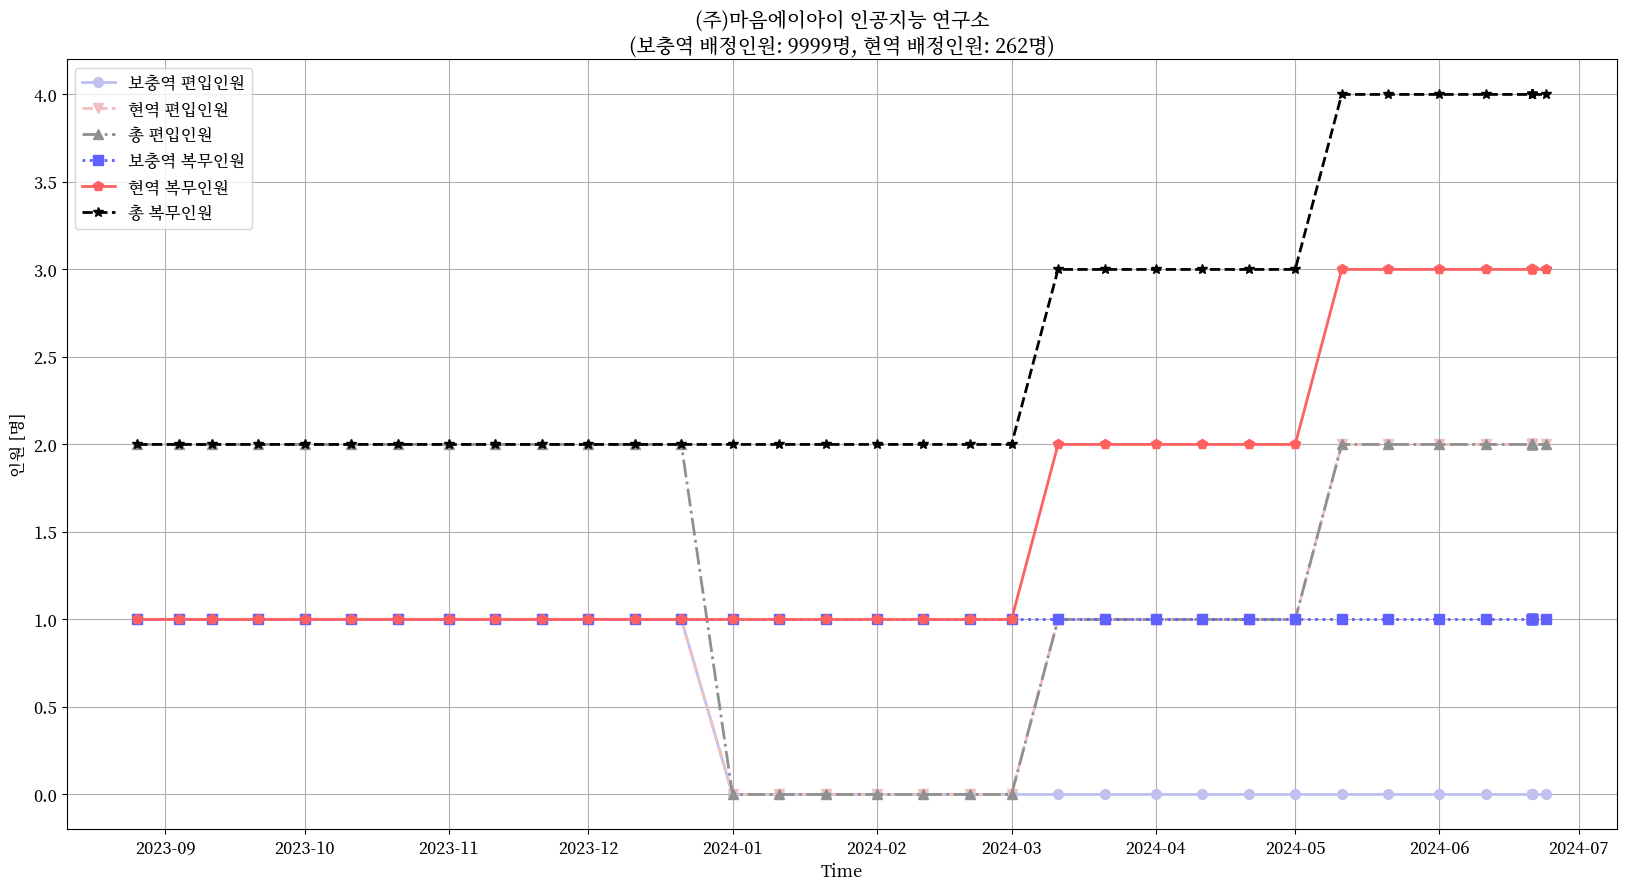 (주)마음에이아이 인공지능 연구소
(보충역 배정인원: 9999명, 현역 배정인원: 262명)
보충역 편입인원
현역 편입인원
총 편입인원
보충역 복무인원
현역 복무인원
총 복무인원
인원 [명]
4.0
3.5
3.0
2.5
2.0
1.5
1.0
0.5
0.0
2023-09 2023-10 2023-11 2023-12 2024-01 2024-02 2024-03 2024-04 2024-05 2024-06 2024-07
Time